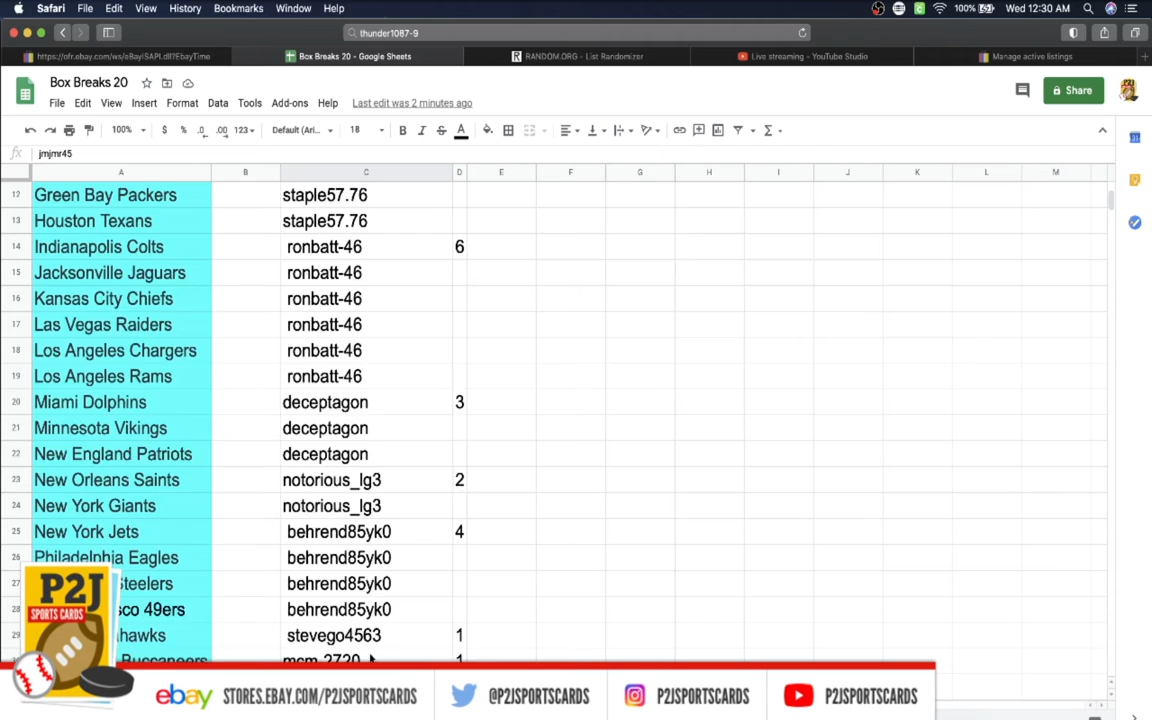 Safari File Edit View History Bookmarks Window Help 100% Wed 12:30 AM
thunder1087-9
https://ofr.ebay.com/ws/eBayISAPI.dll?EbayTime Box Breaks 20 - Google Sheets RANDOM.ORG - List Randomizer Live streaming - YouTube Studio Manage active listings
Box Breaks 20
File Edit View Insert Format Data Tools Add-ons Help Last edit was 2 minutes ago Share
100% $ % .0 .00 123 Default (Ari... 18 B I S A
fx jmjmr45
A B C D E F G H I J K L M
12 Green Bay Packers staple57.76
13 Houston Texans staple57.76
14 Indianapolis Colts ronbatt-46 6
15 Jacksonville Jaguars ronbatt-46
16 Kansas City Chiefs ronbatt-46
17 Las Vegas Raiders ronbatt-46
18 Los Angeles Chargers ronbatt-46
19 Los Angeles Rams ronbatt-46
20 Miami Dolphins deceptagon 3
21 Minnesota Vikings deceptagon
22 New England Patriots deceptagon
23 New Orleans Saints notorious_lg3 2
24 New York Giants notorious_lg3
25 New York Jets behrend85yk0 4
26 Philadelphia Eagles behrend85yk0
27 Steelers behrend85yk0
28 sco 49ers behrend85yk0
29 hawks stevego4563 1
Buccaneers mcm 2720 1
P2J
SPORTS CARDS
ebay STORES.EBAY.COM/P2JSPORTSCARDS @P2JSPORTSCARDS P2JSPORTSCARDS P2JSPORTSCARDS